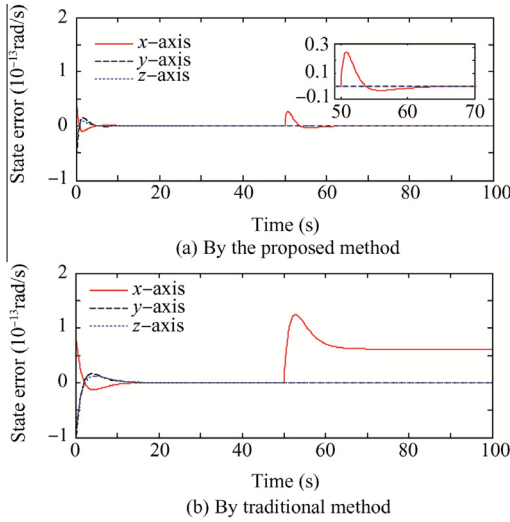 State error (10⁻¹³rad/s)
2
1
0
−1
x−axis
y−axis
z−axis
0.3
0.1
−0.1
50
60
70
0
20
40
60
80
100
Time (s)
(a) By the proposed method
State error (10⁻¹³rad/s)
2
1
0
−1
x−axis
y−axis
z−axis
0
20
40
60
80
100
Time (s)
(b) By traditional method